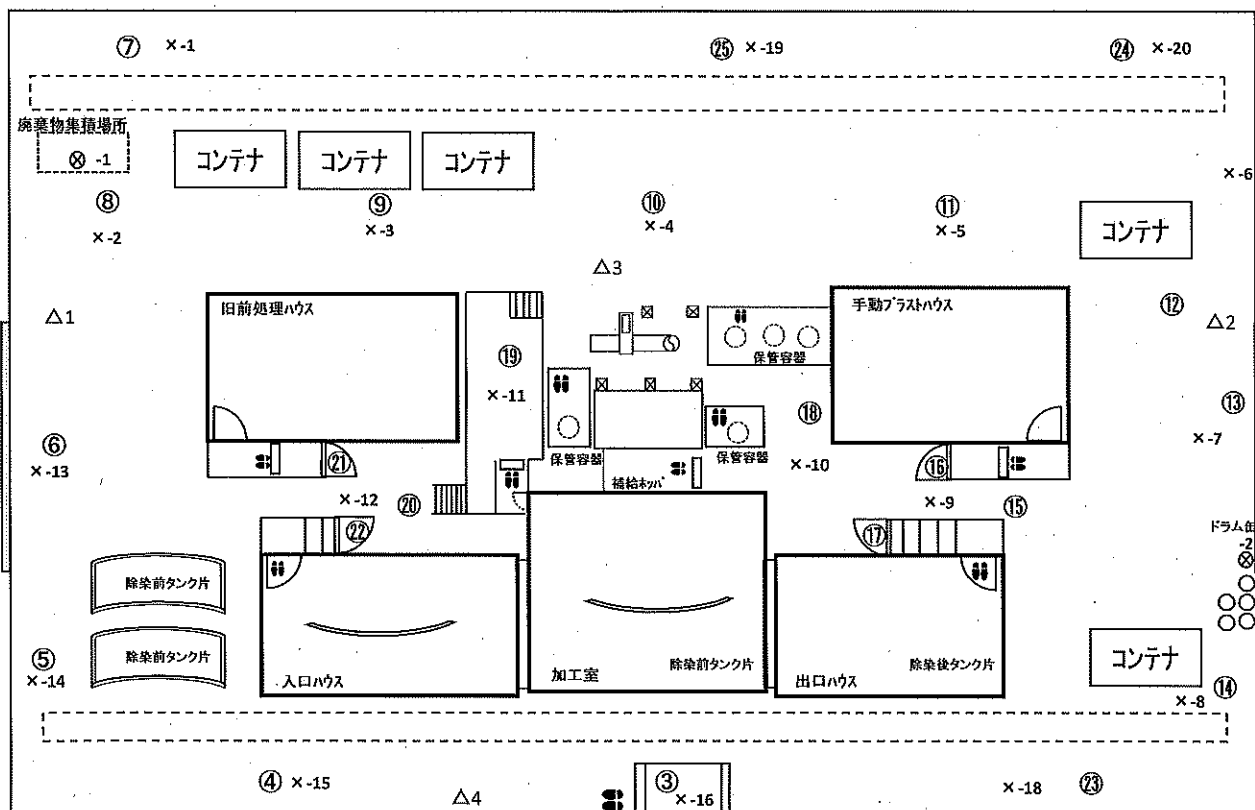 ⑦ ×-1 ㉕ ×-19 ㉔ ×-20
廃棄物集積場所
⊗ -1
コンテナ コンテナ コンテナ
×-6
⑧ ⑨ ⑩ ⑪
×-2 ×-3 ×-4 ×-5
コンテナ
△3
旧前処理ハウス
手動ブラストハウス
⑫
△1
△2
⑲
保管容器
×-11
⑱
⑬
⑥
×-7
×-13
㉑
保管容器
保管容器
×-10
⑯
補給ホッパ
×-12
⑳
×-9
⑮
㉒
⑰
ドラム缶
-2
除染前タンク片
除染前タンク片
⑤
×-14
入口ハウス
加工室
除染前タンク片
出口ハウス
除染後タンク片
コンテナ
⑭
×-8
④ ×-15
△4
③
×-16
×-18 ㉓